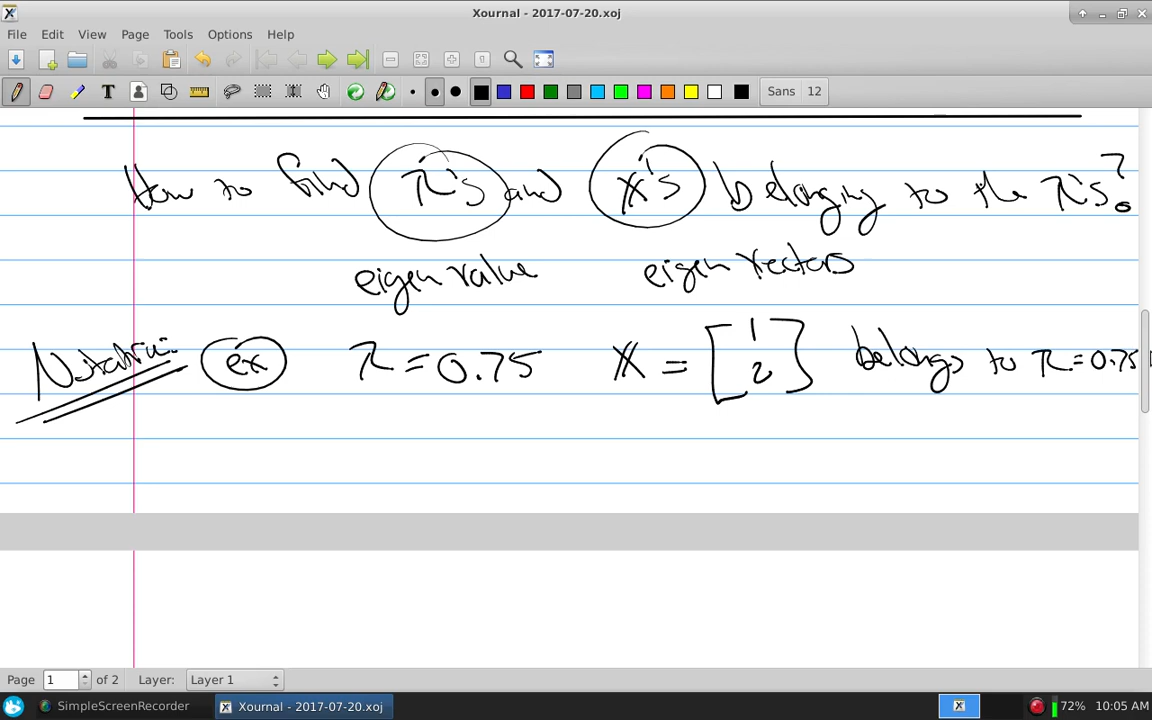 Xournal - 2017-07-20.xoj
File Edit View Page Tools Options Help
Sans 12
How to find λ's and x's belonging to the λ's?
eigen value eigen vectors
Notation: ex λ = 0.75 x = [1 2] belongs to λ = 0.75
Page 1 of 2 Layer: Layer 1
SimpleScreenRecorder Xournal - 2017-07-20.xoj 72% 10:05 AM